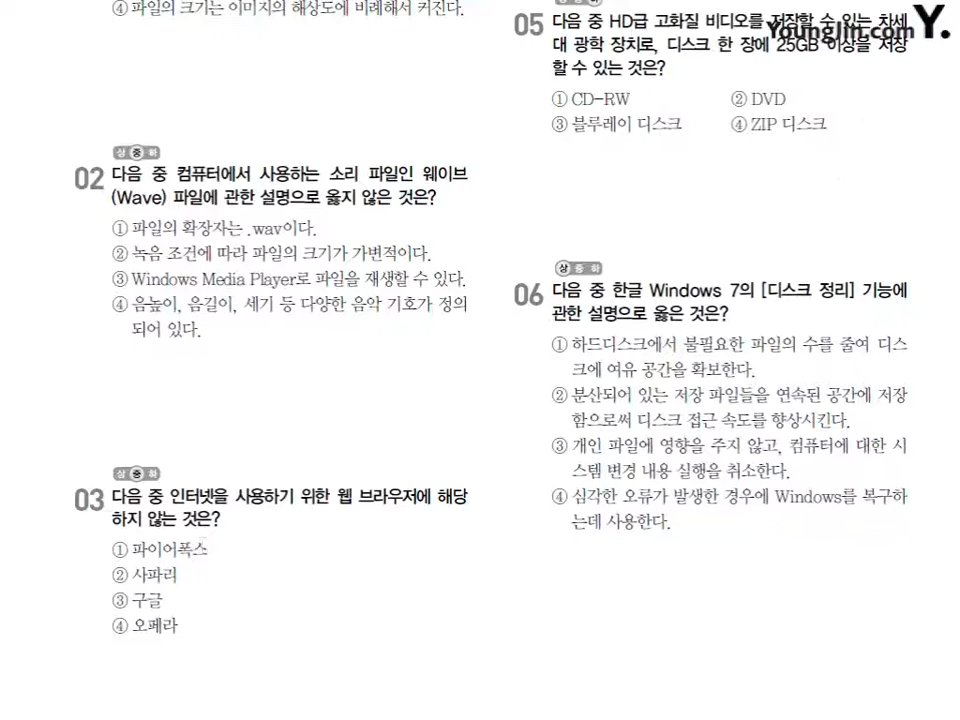 ④ 파일의 크기는 이미지의 해상도에 비례해서 커진다.
상 중 하
02 다음 중 컴퓨터에서 사용하는 소리 파일인 웨이브
(Wave) 파일에 관한 설명으로 옳지 않은 것은?
① 파일의 확장자는 .wav이다.
② 녹음 조건에 따라 파일의 크기가 가변적이다.
③ Windows Media Player로 파일을 재생할 수 있다.
④ 음높이, 음길이, 세기 등 다양한 음악 기호가 정의
되어 있다.
상 중 하
03 다음 중 인터넷을 사용하기 위한 웹 브라우저에 해당
하지 않는 것은?
① 파이어폭스
② 사파리
③ 구글
④ 오페라
05 다음 중 HD급 고화질 비디오를 저장할 수 있는 차세
대 광학 장치로, 디스크 한 장에 25GB 이상을 저장
할 수 있는 것은?
① CD-RW ② DVD
③ 블루레이 디스크 ④ ZIP 디스크
상 중 하
06 다음 중 한글 Windows 7의 [디스크 정리] 기능에
관한 설명으로 옳은 것은?
① 하드디스크에서 불필요한 파일의 수를 줄여 디스
크에 여유 공간을 확보한다.
② 분산되어 있는 저장 파일들을 연속된 공간에 저장
함으로써 디스크 접근 속도를 향상시킨다.
③ 개인 파일에 영향을 주지 않고, 컴퓨터에 대한 시
스템 변경 내용 실행을 취소한다.
④ 심각한 오류가 발생한 경우에 Windows를 복구하
는데 사용한다.
YoungJin.com Y.